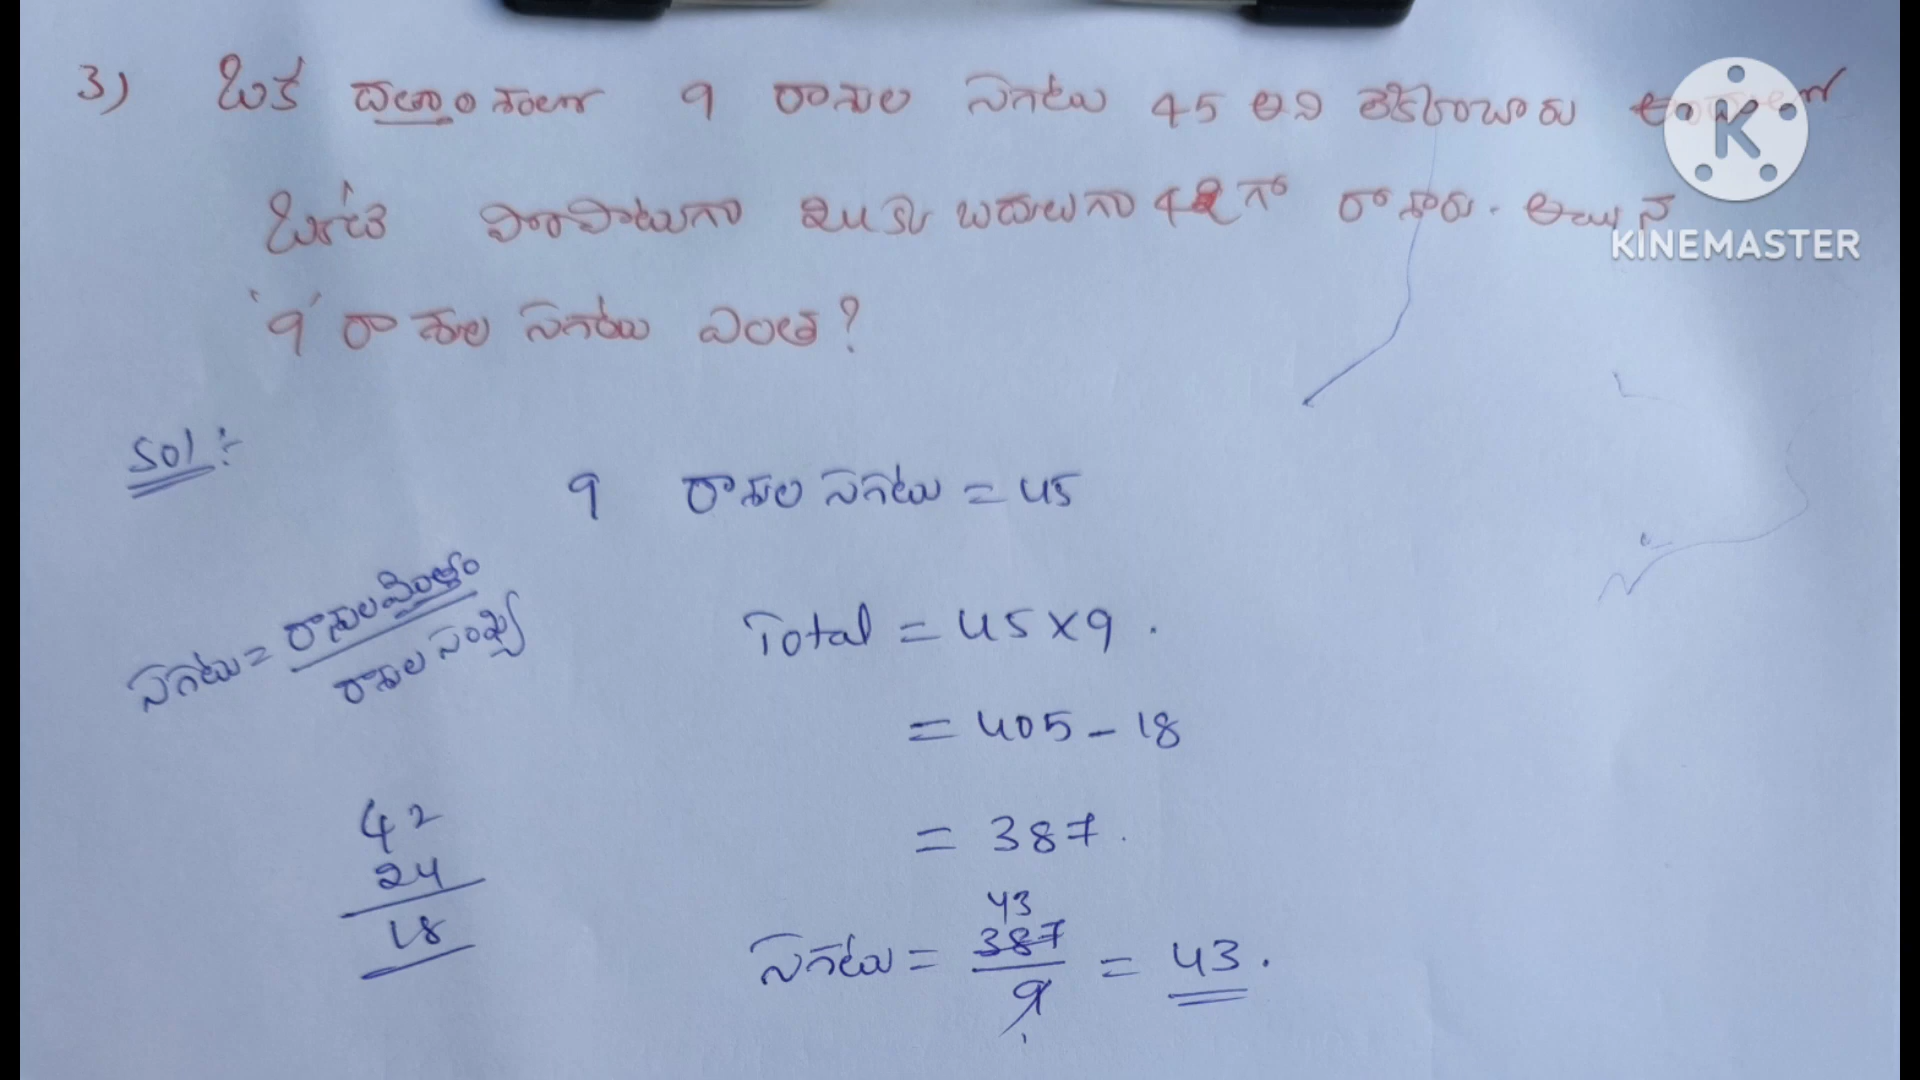 3) ఒక దత్తాంశంలో 9 రాశుల సగటు 45 అని లెక్కించారు
ఒకటి పొరపాటుగా 24కు బదులుగా 42గా రాశారు. అయిన
'9' రాశుల సగటు ఎంత?
Sol :-
9 రాశుల సగటు = 45
సగటు = రాశుల మొత్తం / రాశుల సంఖ్య
Total = 45 × 9.
= 405 - 18
42
24
18
= 387.
43
సగటు = 387 / 9 = 43.
K
KINEMASTER